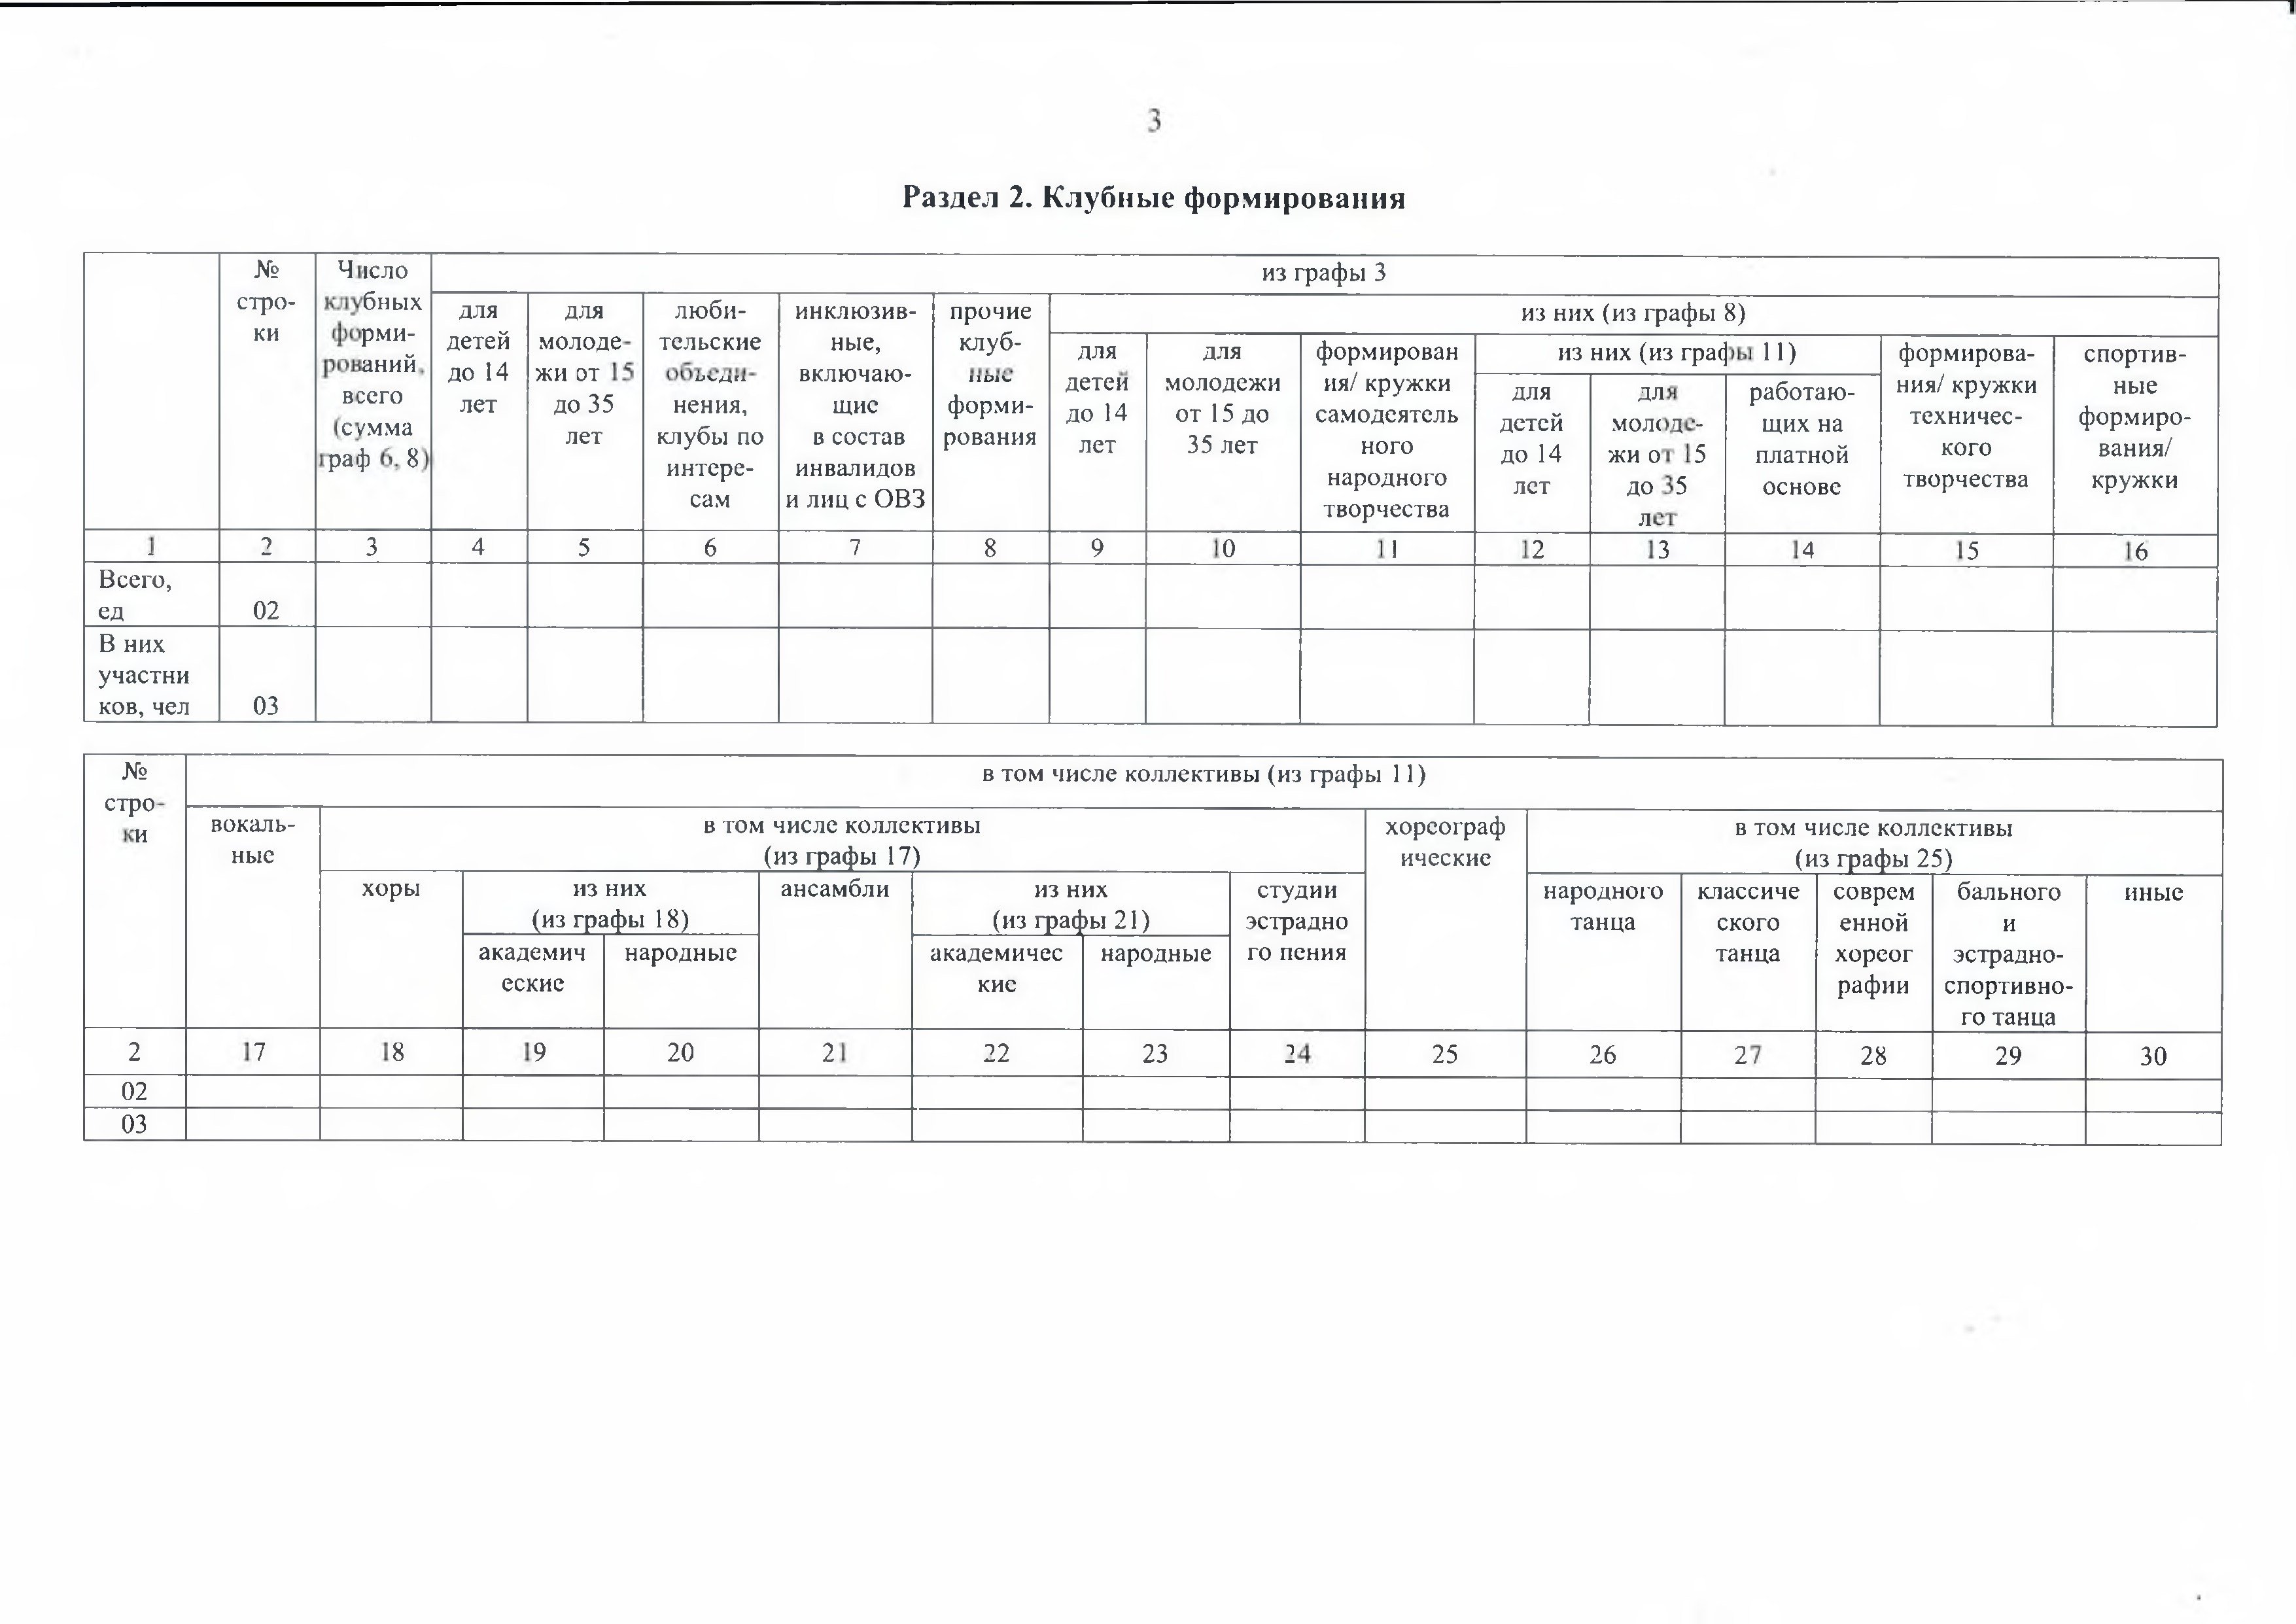 3
Раздел 2. Клубные формирования
№
стро-
ки
Число
клубных
форми-
рований,
всего
(сумма
граф 6, 8)
из графы 3
для
детей
до 14
лет
для
молоде-
жи от 15
до 35
лет
люби-
тельские
объеди-
нения,
клубы по
интере-
сам
инклюзив-
ные,
включаю-
щие
в состав
инвалидов
и лиц с ОВЗ
прочие
клуб-
ные
форми-
рования
из них (из графы 8)
для
детей
до 14
лет
для
молодежи
от 15 до
35 лет
формирован
ия/ кружки
самодеятель
ного
народного
творчества
из них (из графы 11)
для
детей
до 14
лет
для
молоде-
жи от 15
до 35
лет
работаю-
щих на
платной
основе
формирова-
ния/ кружки
техничес-
кого
творчества
спортив-
ные
формиро-
вания/
кружки
1 2 3 4 5 6 7 8 9 10 11 12 13 14 15 16
Всего,
ед 02
В них
участни
ков, чел 03
№
стро-
ки
в том числе коллективы (из графы 11)
вокаль-
ные
в том числе коллективы
(из графы 17)
хоры
из них
(из графы 18)
академич
еские
народные
ансамбли
из них
(из графы 21)
академичес
кие
народные
студии
эстрадно
го пения
хореограф
ические
в том числе коллективы
(из графы 25)
народного
танца
классиче
ского
танца
соврем
енной
хореог
рафии
бального
и
эстрадно-
спортивно-
го танца
иные
2 17 18 19 20 21 22 23 24 25 26 27 28 29 30
02
03